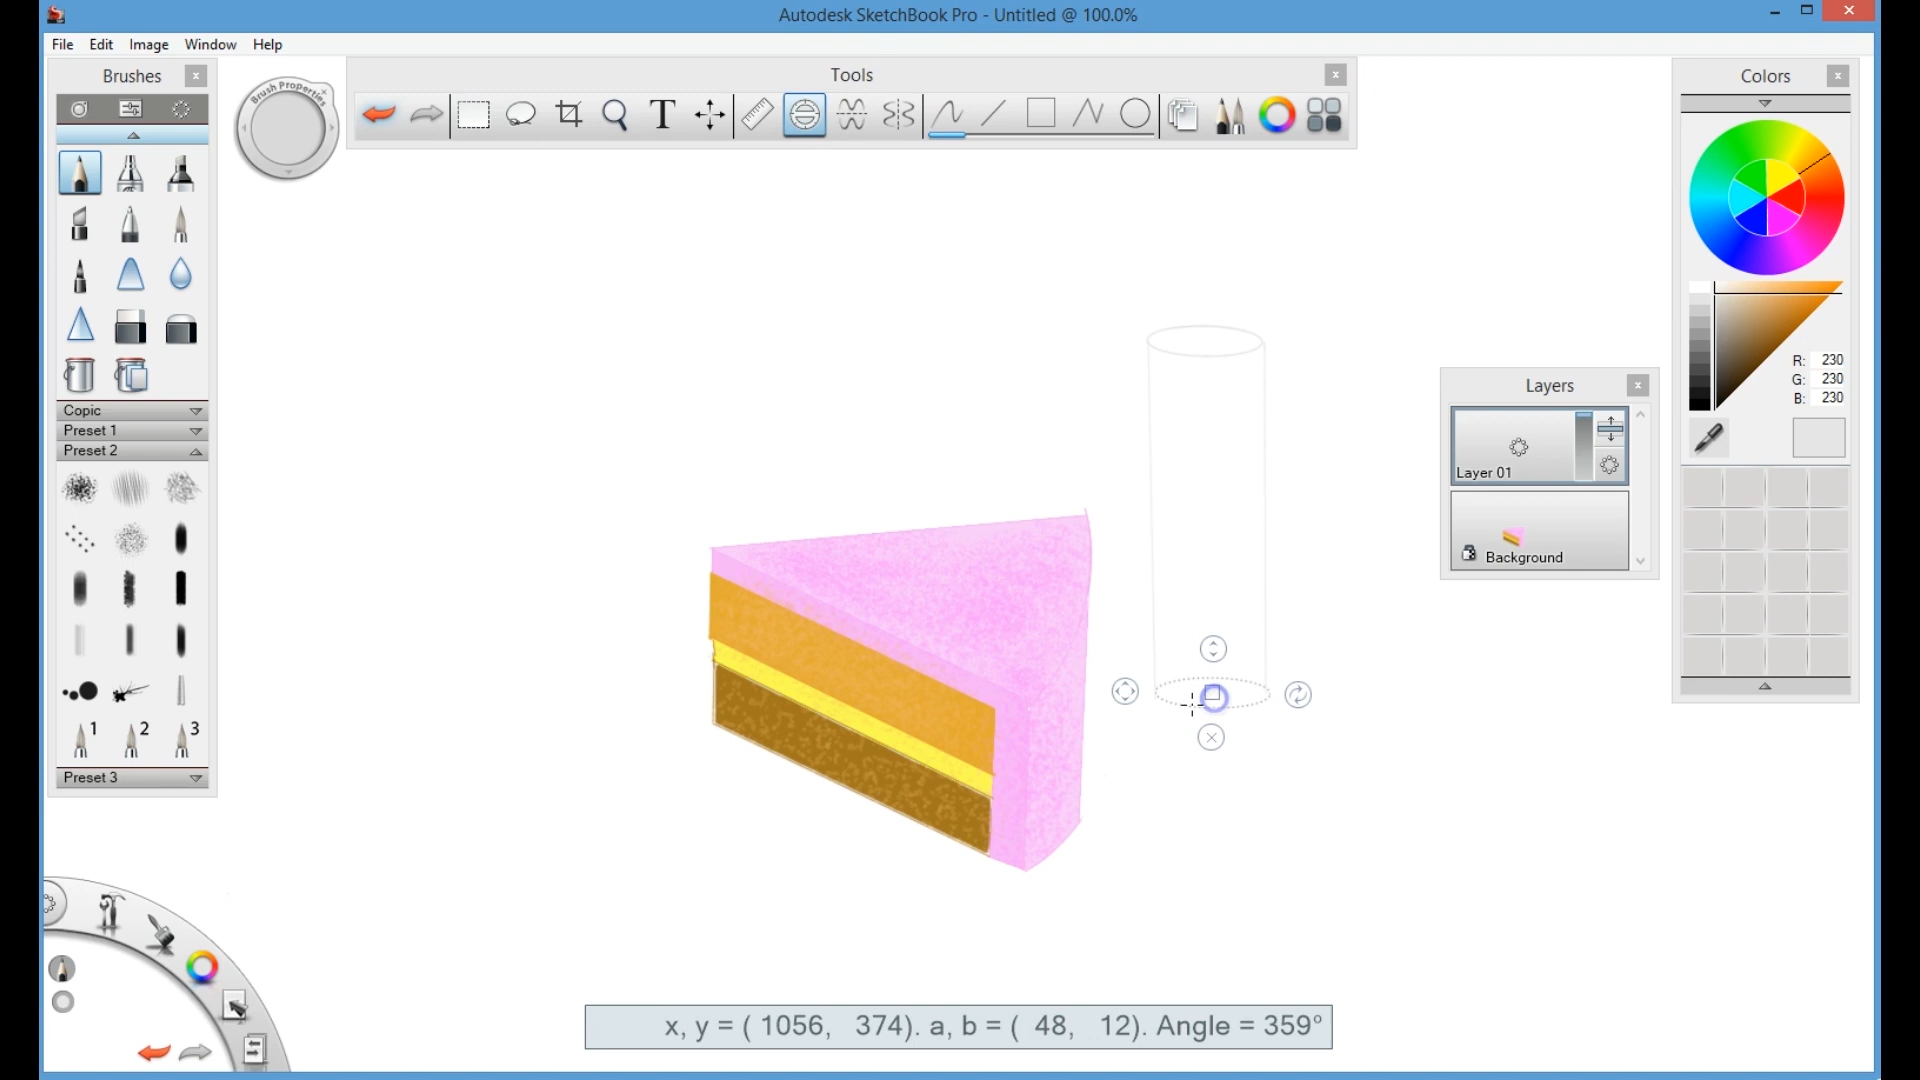 Autodesk SketchBook Pro - Untitled @ 100.0%
File Edit Image Window Help
Brushes
Brush Properties
Tools
T
Colors
R: 230
G: 230
B: 230
Layers
Layer 01
Background
Copic
Preset 1
Preset 2
1 2 3
Preset 3
x, y = ( 1056, 374). a, b = ( 48, 12). Angle = 359°